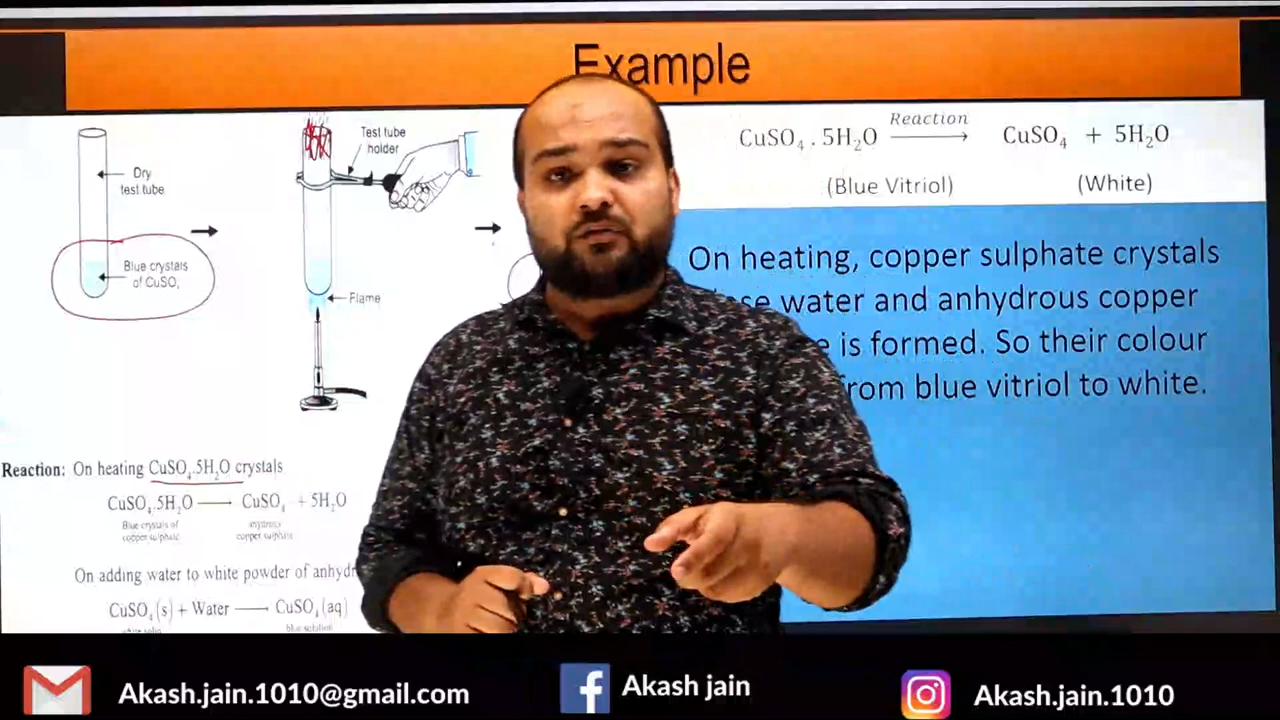 Example
Dry
test tube
Blue crystals
of CuSO₄
Test tube
holder
Flame
CuSO₄ . 5H₂O Reaction⟶ CuSO₄ + 5H₂O
(Blue Vitriol) (White)
On heating, copper sulphate crystals
water and anhydrous copper
is formed. So their colour
from blue vitriol to white.
Reaction: On heating CuSO₄.5H₂O crystals
CuSO₄.5H₂O ⟶ CuSO₄ + 5H₂O
Blue crystals of
copper sulphate
anydrous
copper sulphate
On adding water to white powder of
CuSO₄(s) + Water ⟶ CuSO₄(aq)
blue solution
Akash.jain.1010@gmail.com
Akash jain
Akash.jain.1010